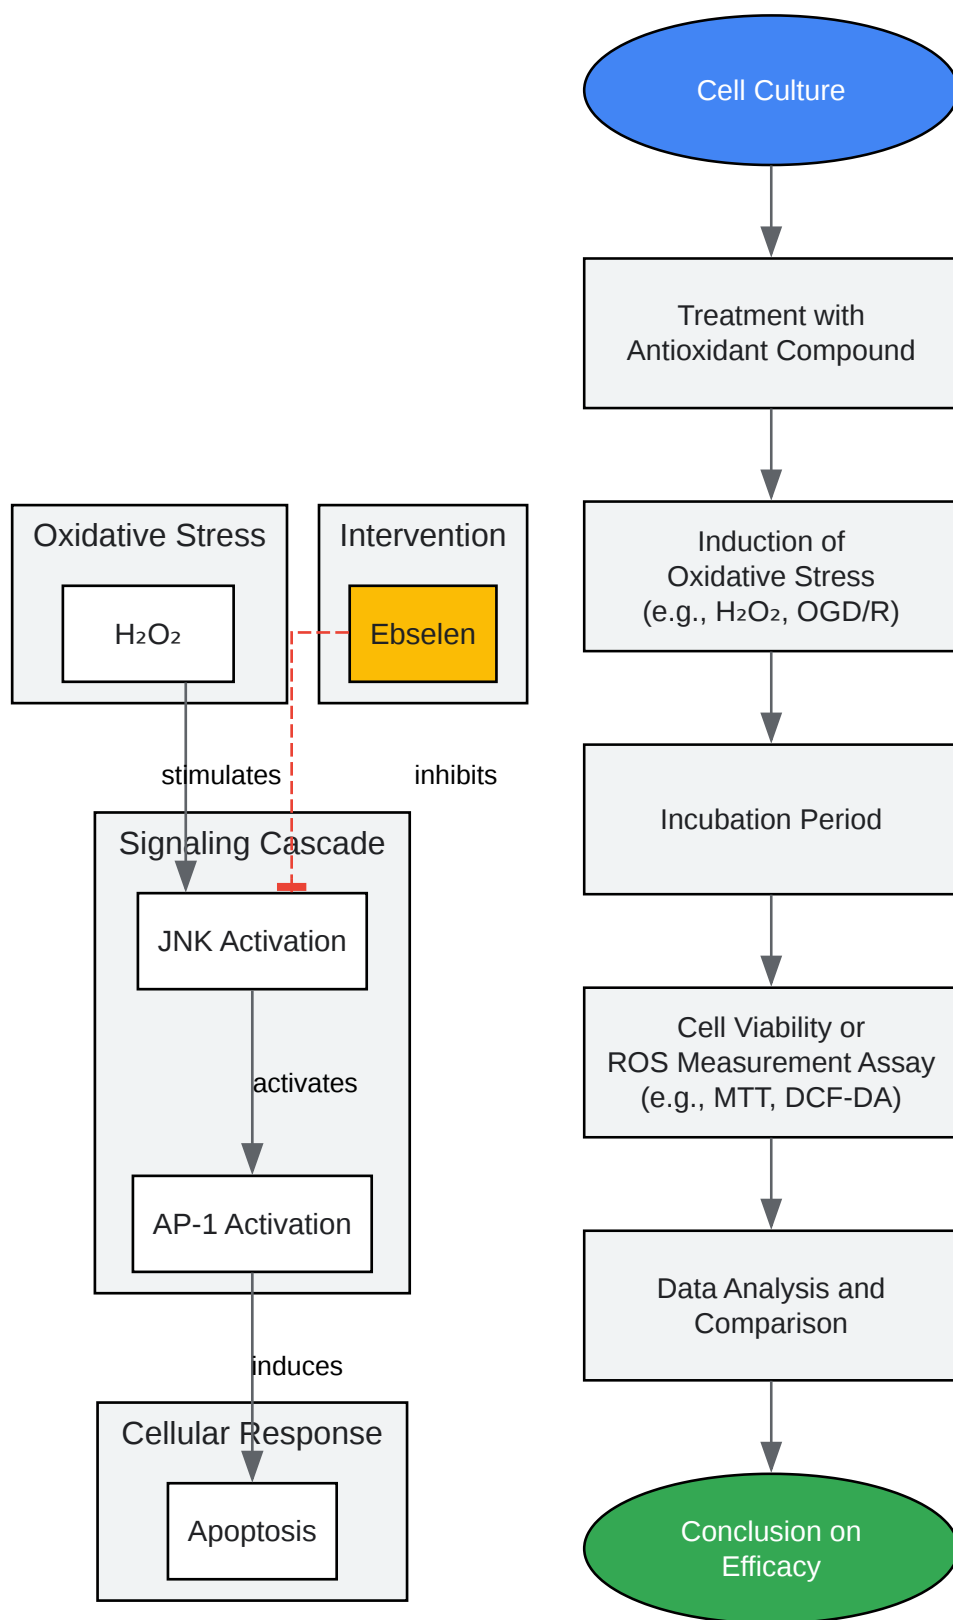 Oxidative Stress
H₂O₂
Intervention
Ebselen
stimulates
inhibits
Signaling Cascade
JNK Activation
activates
AP-1 Activation
induces
Cellular Response
Apoptosis
Cell Culture
Treatment with
Antioxidant Compound
Induction of
Oxidative Stress
(e.g., H₂O₂, OGD/R)
Incubation Period
Cell Viability or
ROS Measurement Assay
(e.g., MTT, DCF-DA)
Data Analysis and
Comparison
Conclusion on
Efficacy